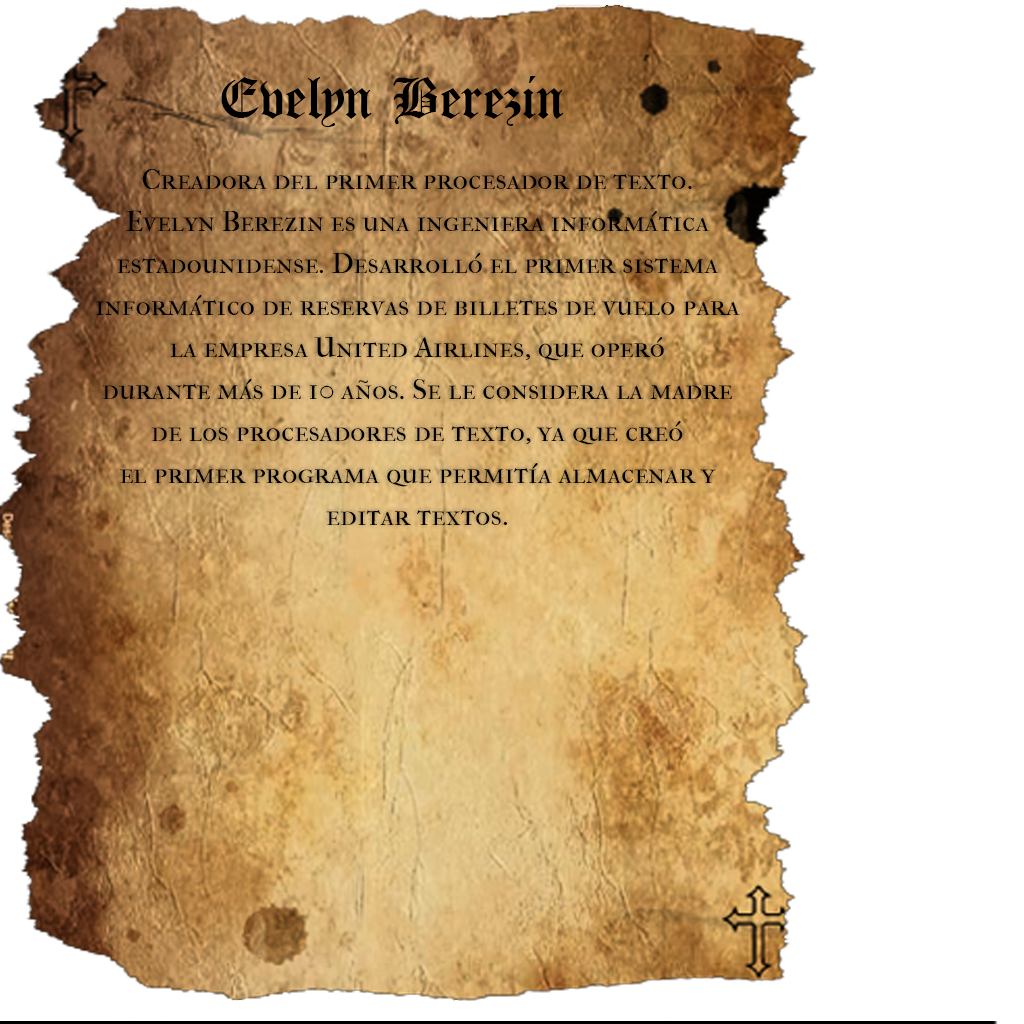 Evelyn Berezin
Creadora del primer procesador de texto.
Evelyn Berezin es una ingeniera informática
estadounidense. Desarrolló el primer sistema
informático de reservas de billetes de vuelo para
la empresa United Airlines, que operó
durante más de 10 años. Se le considera la madre
de los procesadores de texto, ya que creó
el primer programa que permitía almacenar y
editar textos.